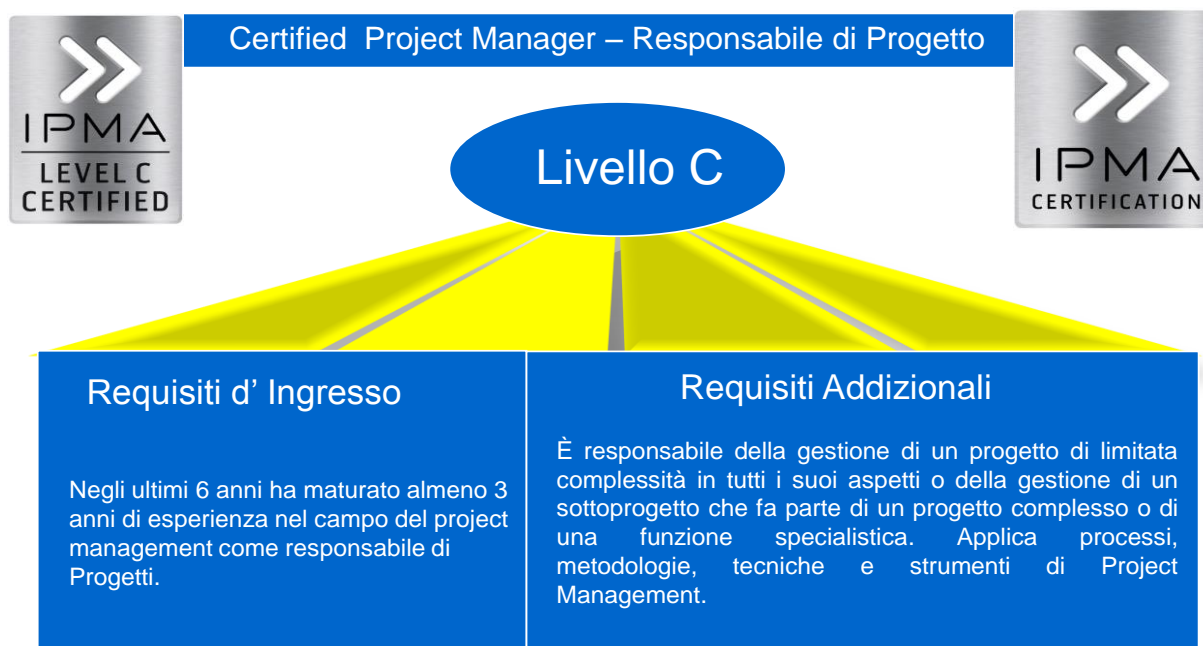 Certified Project Manager – Responsabile di Progetto
IPMA
LEVEL C
CERTIFIED
IPMA
CERTIFICATION
Livello C
Requisiti d’ Ingresso
Negli ultimi 6 anni ha maturato almeno 3
anni di esperienza nel campo del project
management come responsabile di
Progetti.
Requisiti Addizionali
È responsabile della gestione di un progetto di limitata
complessità in tutti i suoi aspetti o della gestione di un
sottoprogetto che fa parte di un progetto complesso o di
una funzione specialistica. Applica processi,
metodologie, tecniche e strumenti di Project
Management.